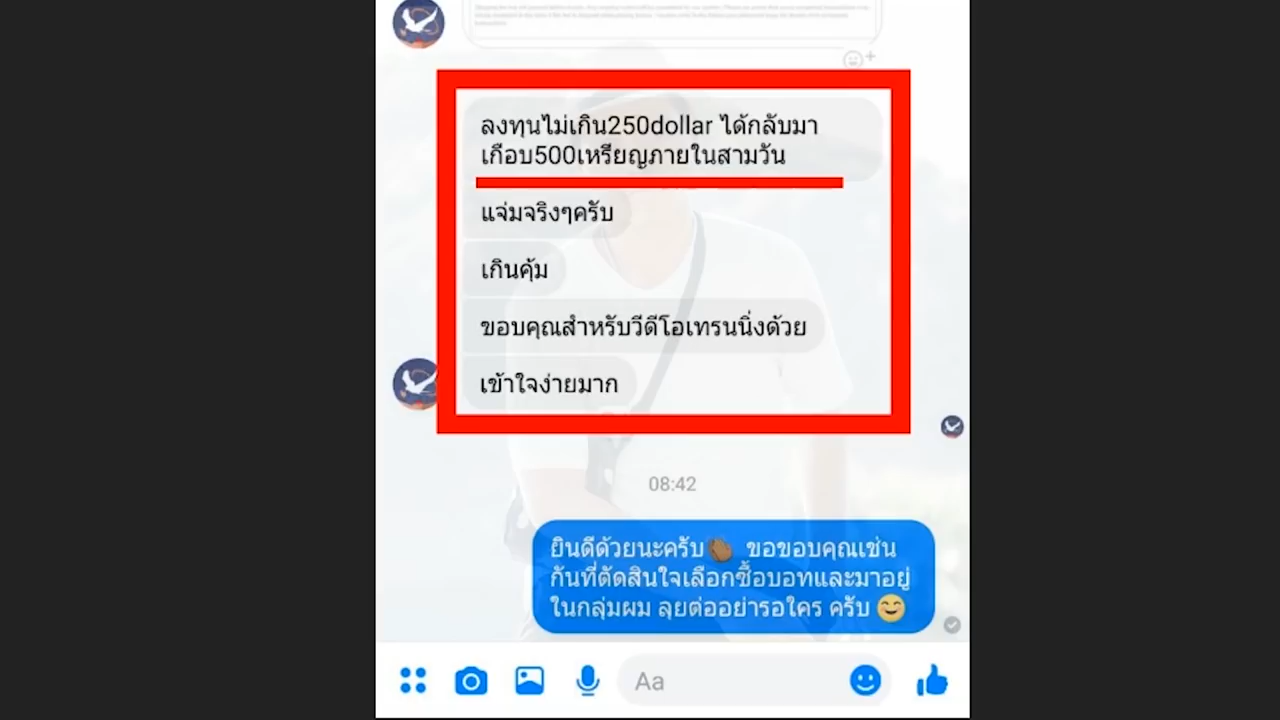 ลงทุนไม่เกิน250dollar ได้กลับมา
เกือบ500เหรียญภายในสามวัน
แจ่มจริงๆครับ
เกินคุ้ม
ขอบคุณสำหรับวีดีโอเทรนนิ่งด้วย
เข้าใจง่ายมาก
08:42
ยินดีด้วยนะครับ👏🏾 ขอขอบคุณเช่น
กันที่ตัดสินใจเลือกซื้อบอทและมาอยู่
ในกลุ่มผม ลุยต่ออย่ารอใคร ครับ😊
Aa